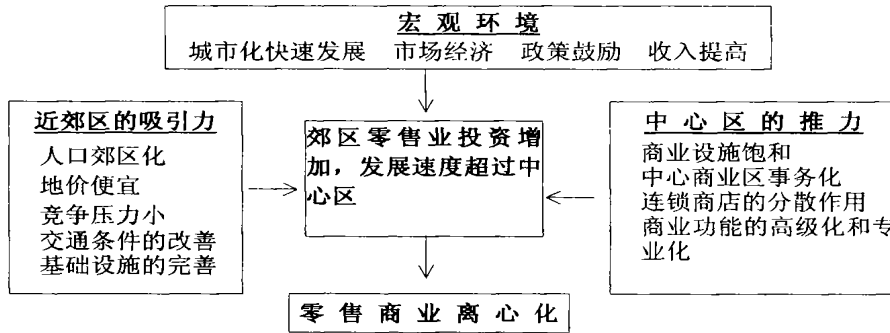 宏观环境
城市化快速发展 市场经济 政策鼓励 收入提高
近郊区的吸引力
人口郊区化
地价便宜
竞争压力小
交通条件的改善
基础设施的完善
郊区零售业投资增
加，发展速度超过中
心区
中心区的推力
商业设施饱和
中心商业区事务化
连锁商店的分散作用
商业功能的高级化和专
业化
零售商业离心化